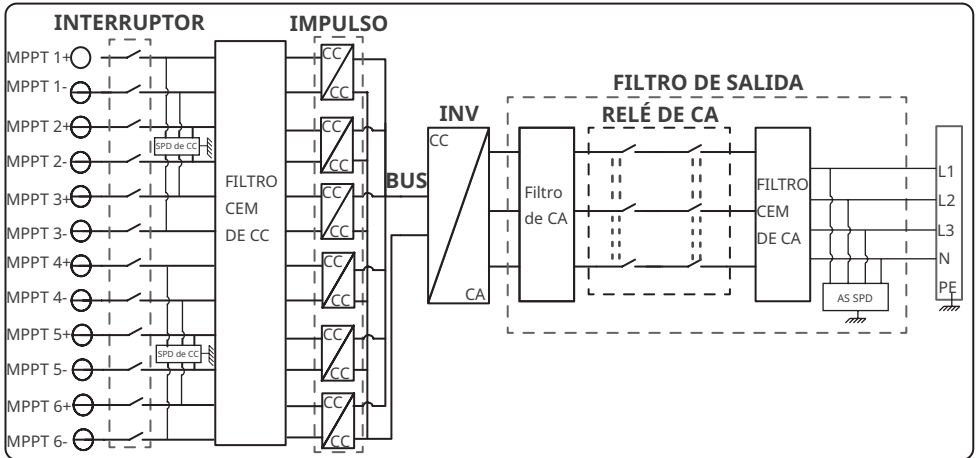 INTERRUPTOR
IMPULSO
MPPT 1+
MPPT 1-
MPPT 2+
MPPT 2-
MPPT 3+
MPPT 3-
MPPT 4+
MPPT 4-
MPPT 5+
MPPT 5-
MPPT 6+
MPPT 6-
SPD de CC
SPD de CC
FILTRO
CEM
DE CC
CC
CC
CC
CC
CC
CC
CC
CC
CC
CC
CC
CC
BUS
INV
CC
CA
FILTRO DE SALIDA
RELÉ DE CA
Filtro
de CA
FILTRO
CEM
DE CA
AS SPD
L1
L2
L3
N
PE